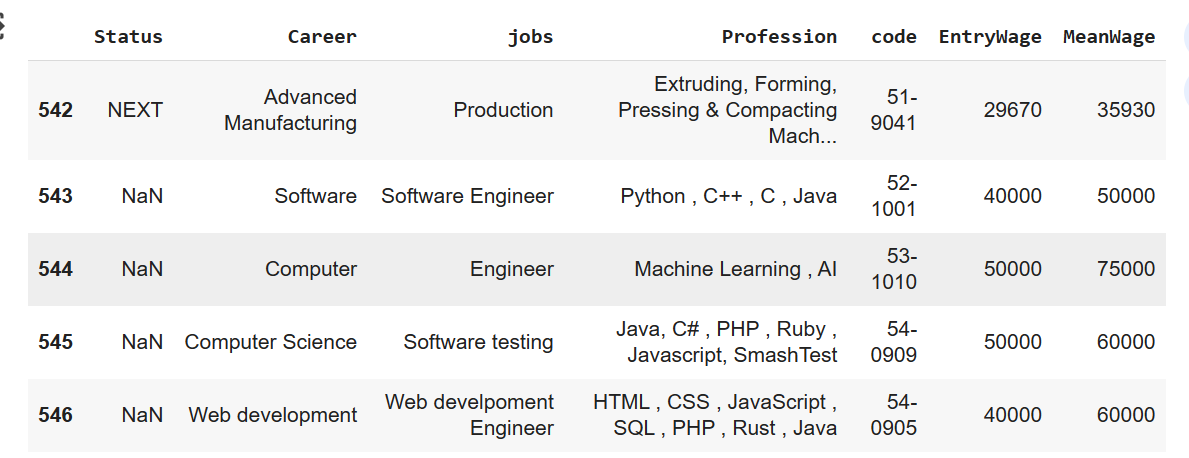 Status Career jobs Profession code EntryWage MeanWage
542 NEXT Advanced Manufacturing Production Extruding, Forming, Pressing & Compacting Mach... 51-9041 29670 35930
543 NaN Software Software Engineer Python , C++ , C , Java 52-1001 40000 50000
544 NaN Computer Engineer Machine Learning , AI 53-1010 50000 75000
545 NaN Computer Science Software testing Java, C# , PHP , Ruby , Javascript, SmashTest 54-0909 50000 60000
546 NaN Web development Web develpoment Engineer HTML , CSS , JavaScript , SQL , PHP , Rust , Java 54-0905 40000 60000